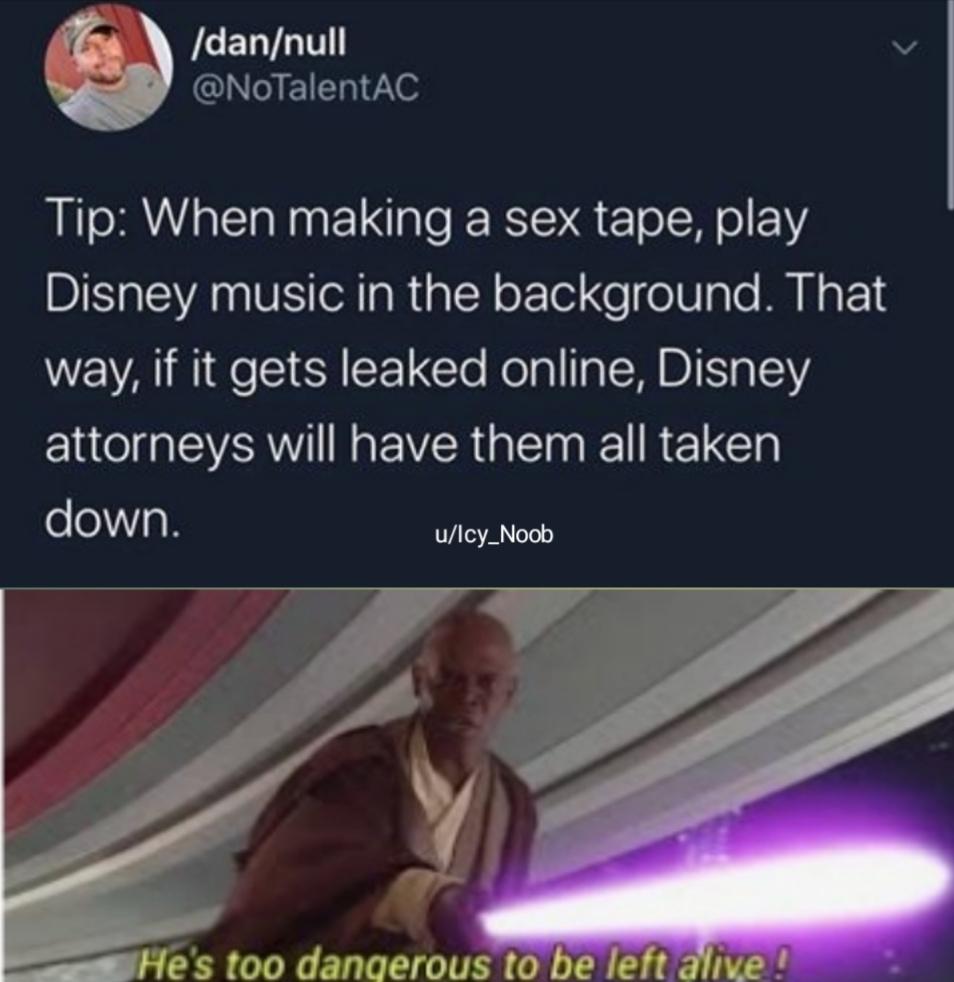 /dan/null
@NoTalentAC
Tip: When making a sex tape, play
Disney music in the background. That
way, if it gets leaked online, Disney
attorneys will have them all taken
down.
u/Icy_Noob
He's too dangerous to be left alive !